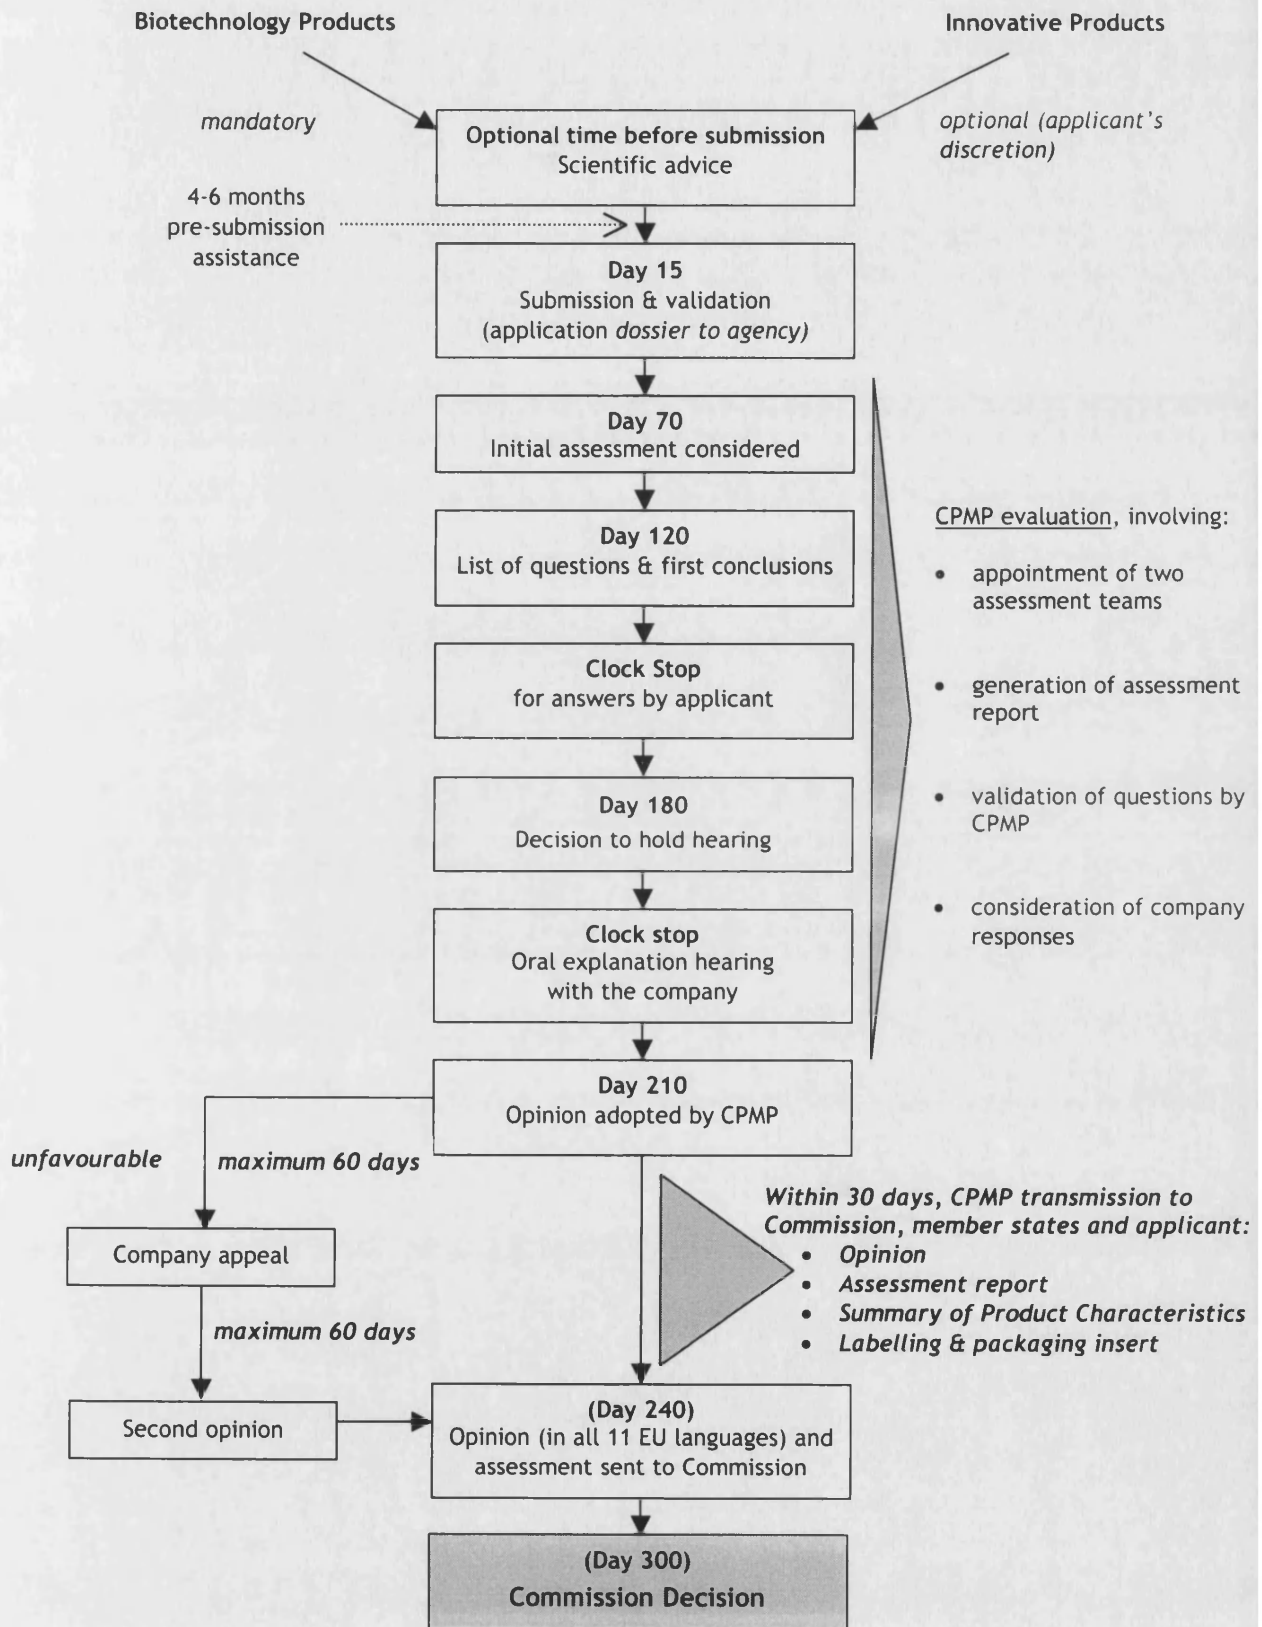 Biotechnology Products
Innovative Products
mandatory
optional (applicant's
discretion)
Optional time before submission
Scientific advice
4-6 months
pre-submission
assistance
Day 15
Submission & validation
(application dossier to agency)
Day 70
Initial assessment considered
Day 120
List of questions & first conclusions
Clock Stop
for answers by applicant
Day 180
Decision to hold hearing
Clock stop
Oral explanation hearing
with the company
CPMP evaluation, involving:
• appointment of two
assessment teams
• generation of assessment
report
• validation of questions by
CPMP
• consideration of company
responses
Day 210
Opinion adopted by CPMP
unfavourable
maximum 60 days
Company appeal
maximum 60 days
Second opinion
Within 30 days, CPMP transmission to
Commission, member states and applicant:
• Opinion
• Assessment report
• Summary of Product Characteristics
• Labelling & packaging insert
(Day 240)
Opinion (in all 11 EU languages) and
assessment sent to Commission
(Day 300)
Commission Decision